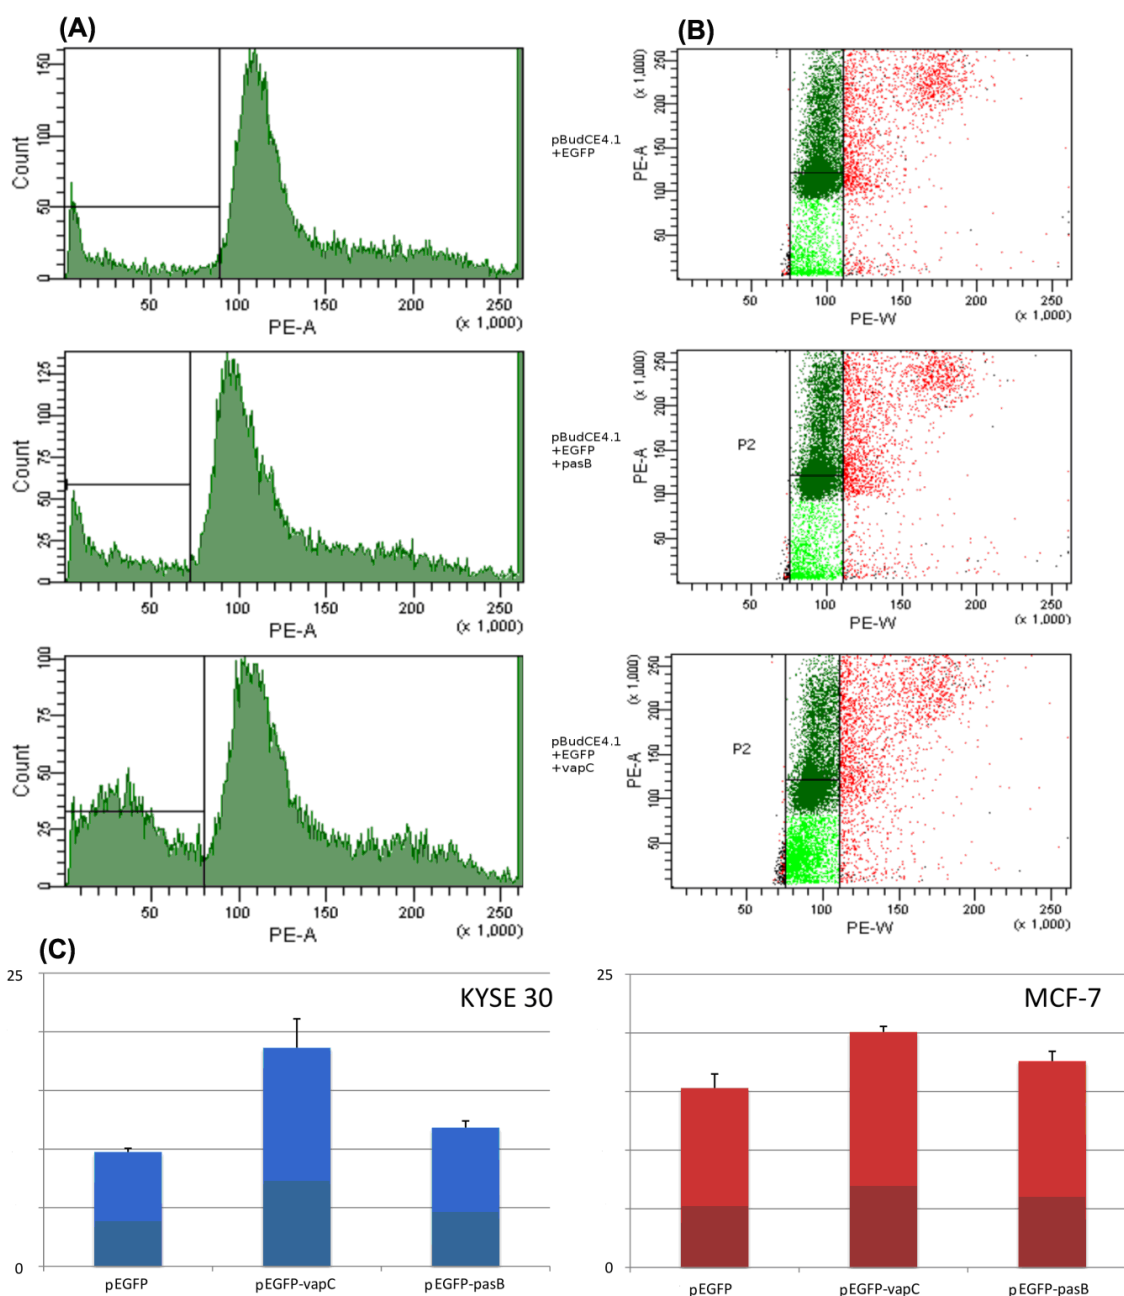 (A)
(B)
150
100
50
0
Count
50
100
150
200
250
PE-A
(x 1,000)
pBudCE4.1
+EGFP
(x 1,000)
250
200
150
100
50
PE-A
50
100
150
200
250
PE-W
(x 1,000)
125
100
75
50
25
0
Count
50
100
150
200
250
PE-A
(x 1,000)
pBudCE4.1
+EGFP
+pasB
(x 1,000)
250
200
150
100
50
PE-A
P2
50
100
150
200
250
PE-W
(x 1,000)
100
75
50
25
0
Count
50
100
150
200
250
PE-A
(x 1,000)
pBudCE4.1
+EGFP
+vapC
(x 1,000)
250
200
150
100
50
PE-A
P2
50
100
150
200
250
PE-W
(x 1,000)
(C)
25
KYSE 30
0
pEGFP
pEGFP-vapC
pEGFP-pasB
25
MCF-7
0
pEGFP
pEGFP-vapC
pEGFP-pasB